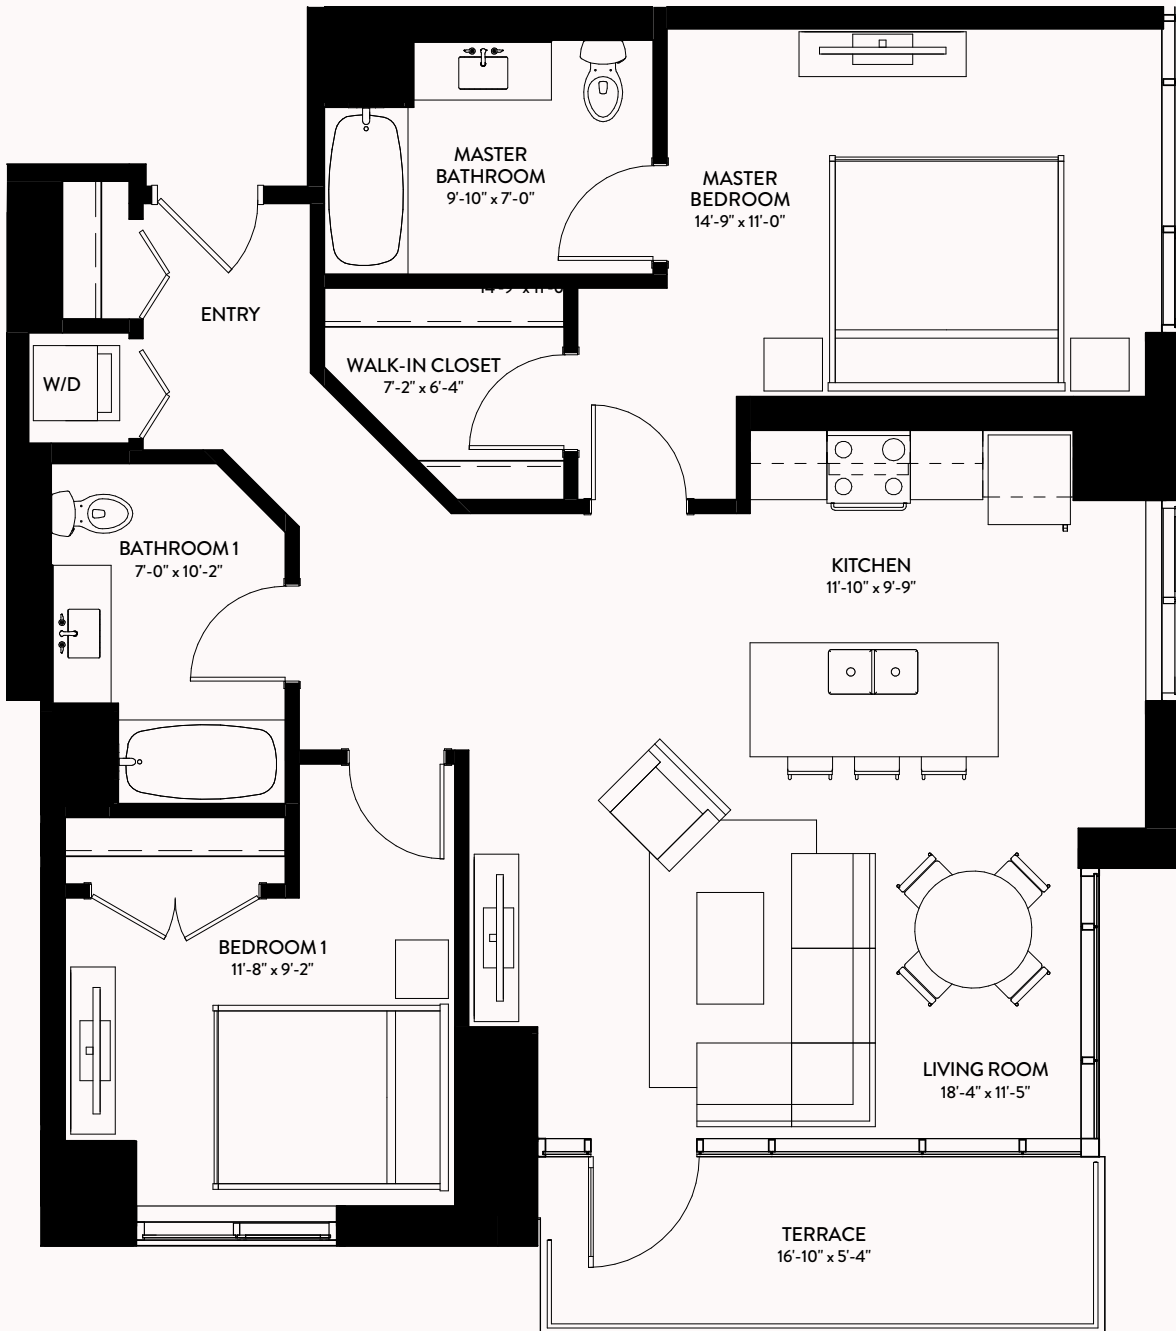 MASTER
BATHROOM
9'-10" x 7'-0"
MASTER
BEDROOM
14'-9" x 11'-0"
ENTRY
WALK-IN CLOSET
7'-2" x 6'-4"
W/D
BATHROOM 1
7'-0" x 10'-2"
KITCHEN
11'-10" x 9'-9"
BEDROOM 1
11'-8" x 9'-2"
LIVING ROOM
18'-4" x 11'-5"
TERRACE
16'-10" x 5'-4"